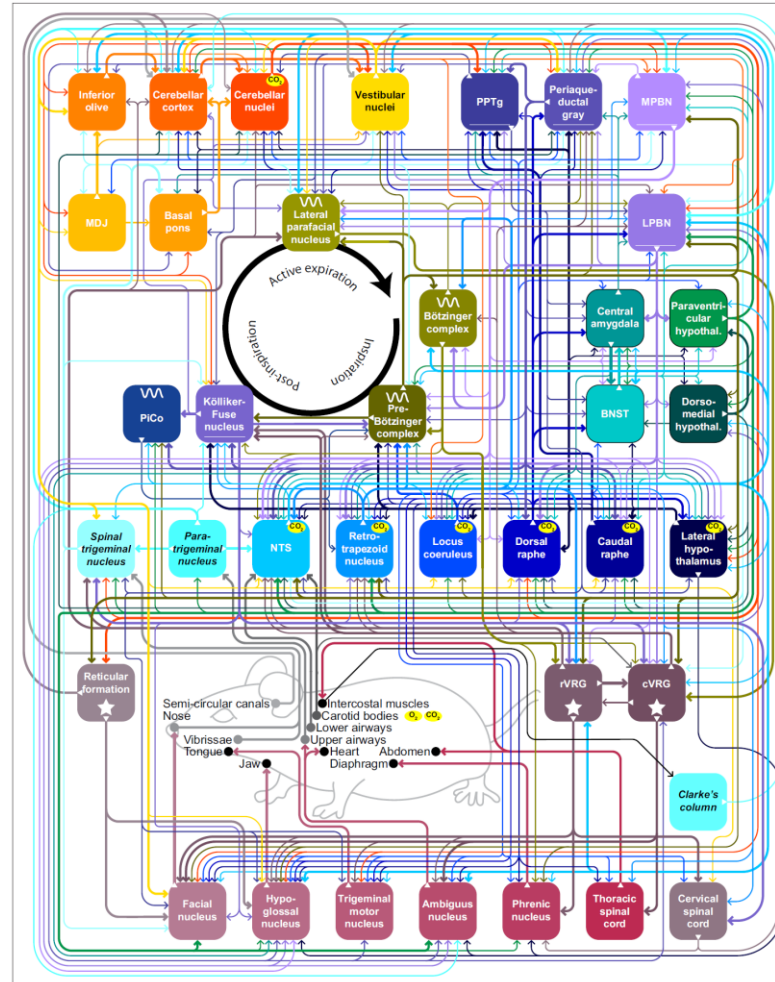 Inferior
olive
Cerebellar
cortex
Cerebellar
nuclei
CO2
Vestibular
nuclei
PPTg
Periaque-
ductal
gray
MPBN
MDJ
Basal
pons
Lateral
parafacial
nucleus
LPBN
Active expiration
Post-inspiration
Inspiration
Bötzinger
complex
Central
amygdala
Paraventri-
cular
hypothal.
PiCo
Kölliker-
Fuse
nucleus
Pre-
Bötzinger
complex
BNST
Dorso-
medial
hypothal.
Spinal
trigeminal
nucleus
Para-
trigeminal
nucleus
NTS
CO2
Retro-
trapezoid
nucleus
CO2
Locus
coeruleus
CO2
Dorsal
raphe
CO2
Caudal
raphe
CO2
Lateral
hypo-
thalamus
CO2
Reticular
formation
rVRG
cVRG
Semi-circular canals
Nose
Vibrissae
Tongue
Jaw
Intercostal muscles
Carotid bodies O2 CO2
Lower airways
Upper airways
Heart
Abdomen
Diaphragm
Clarke's
column
Facial
nucleus
Hypo-
glossal
nucleus
Trigeminal
motor
nucleus
Ambiguus
nucleus
Phrenic
nucleus
Thoracic
spinal
cord
Cervical
spinal
cord